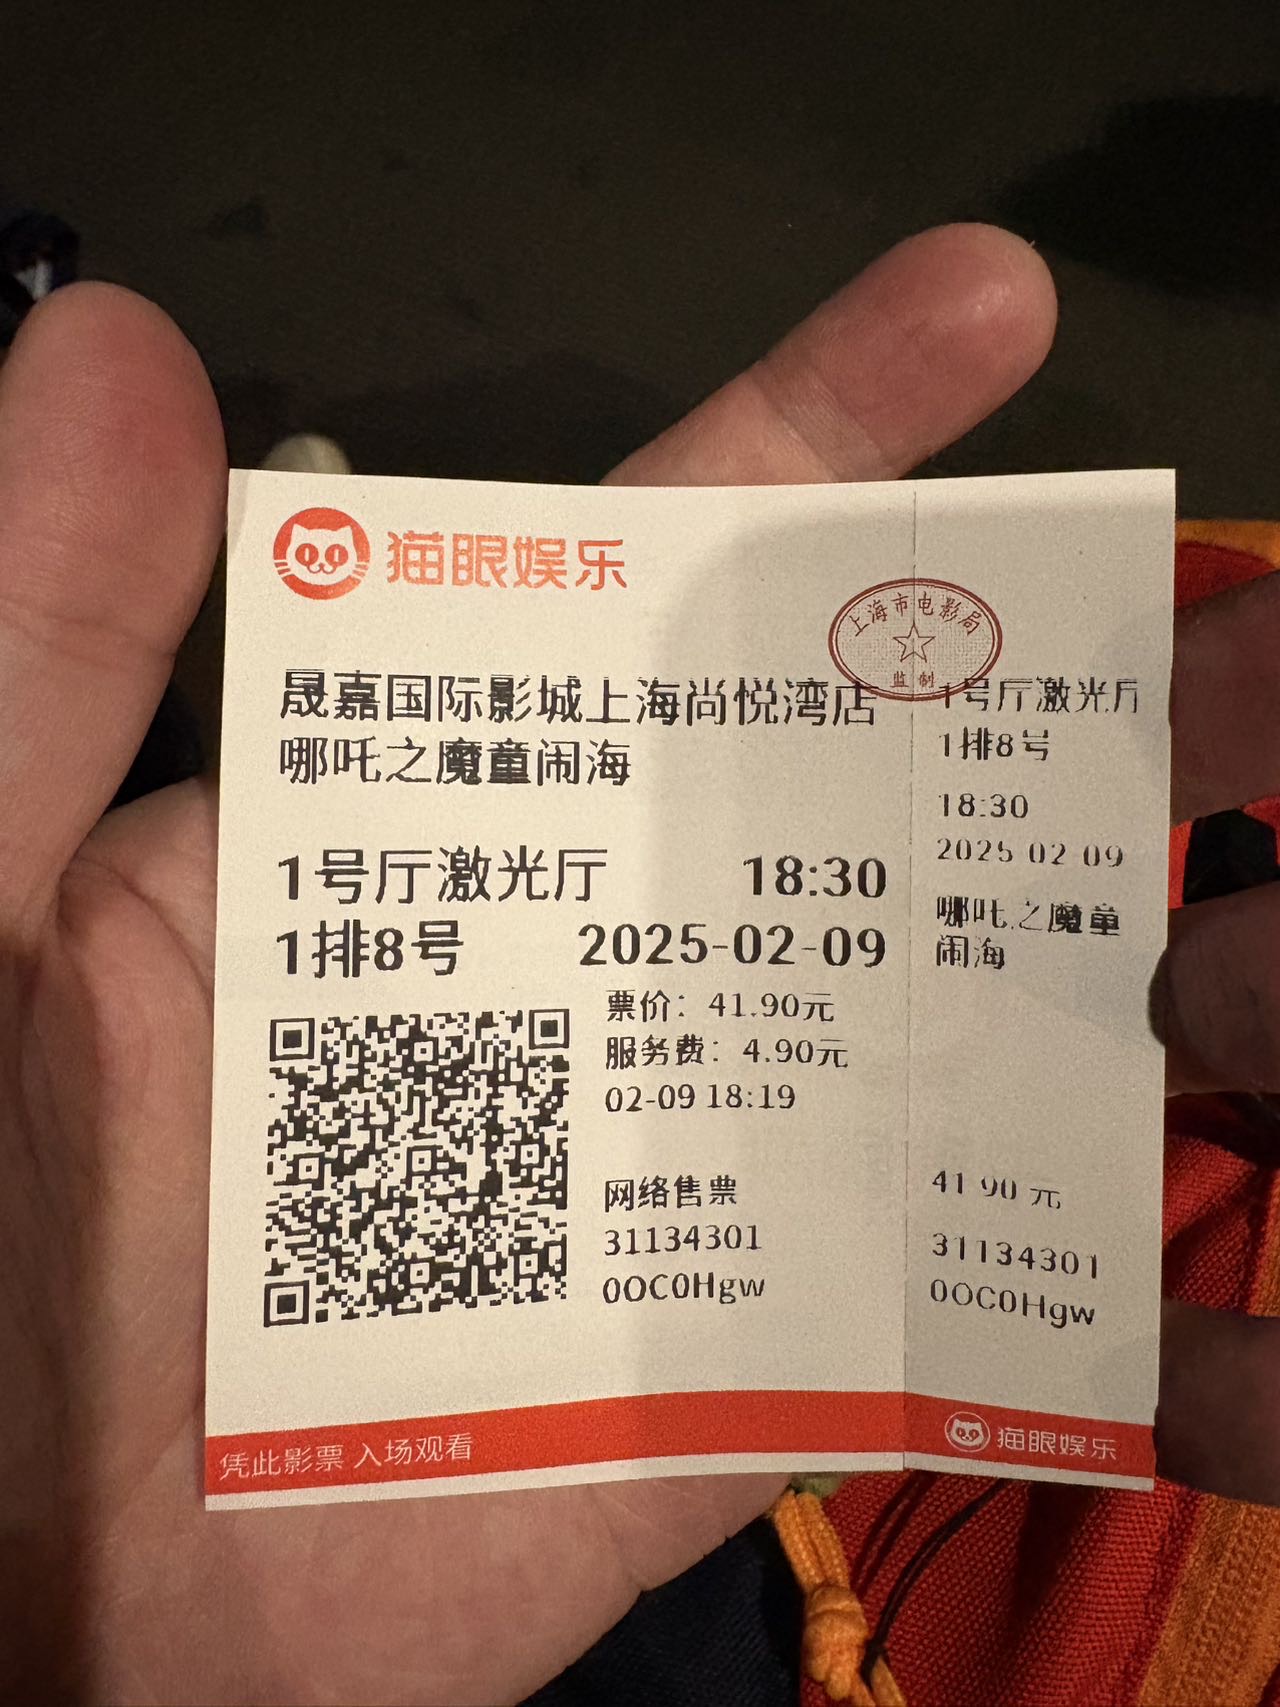 猫眼娱乐
上海市电影局
监制
晟嘉国际影城上海尚悦湾店
哪吒之魔童闹海
1号厅激光厅 18:30
1排8号 2025-02-09
票价：41.90元
服务费：4.90元
02-09 18:19
网络售票
31134301
0OC0Hgw
凭此影票 入场观看
1号厅激光厅
1排8号
18:30
2025-02-09
哪吒之魔童
闹海
41.90元
31134301
0OC0Hgw
猫眼娱乐